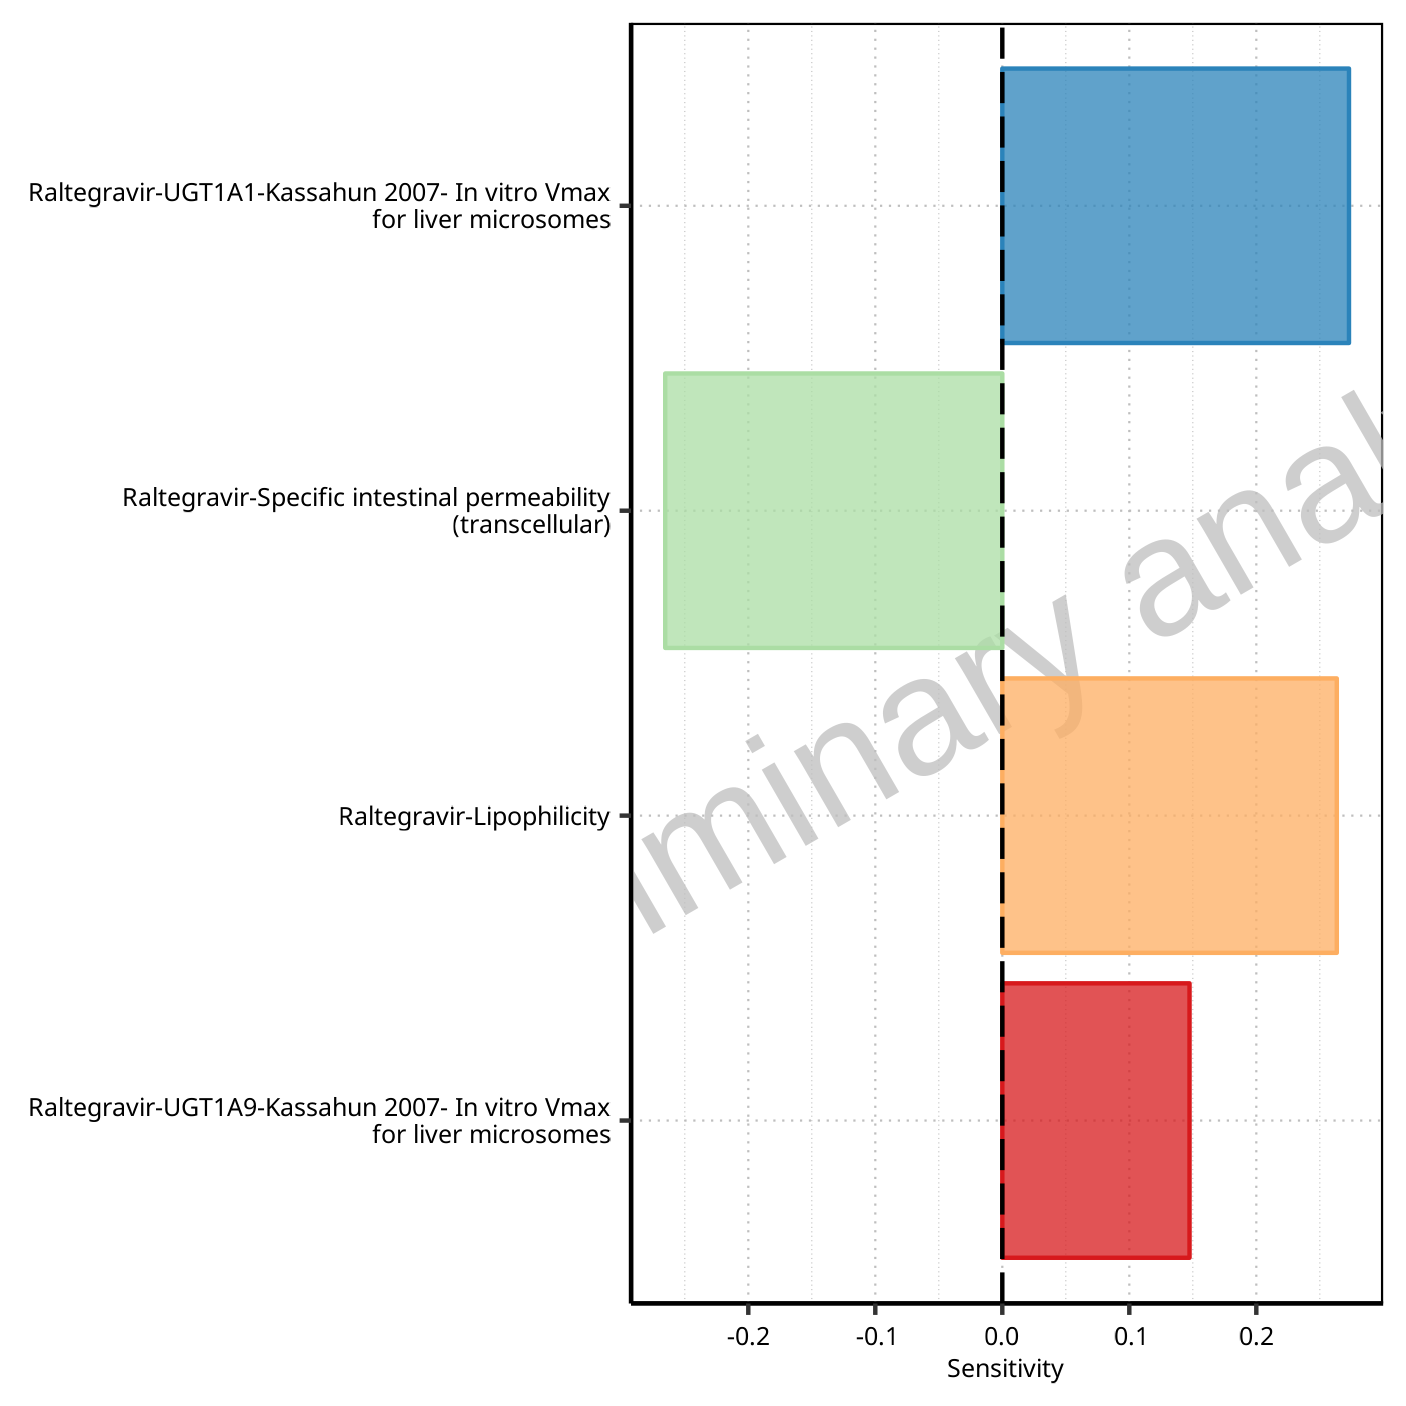 Raltegravir-UGT1A1-Kassahun 2007- In vitro Vmax
for liver microsomes
Raltegravir-Specific intestinal permeability
(transcellular)
Raltegravir-Lipophilicity
Raltegravir-UGT1A9-Kassahun 2007- In vitro Vmax
for liver microsomes
minary anal
-0.2 -0.1 0.0 0.1 0.2
Sensitivity